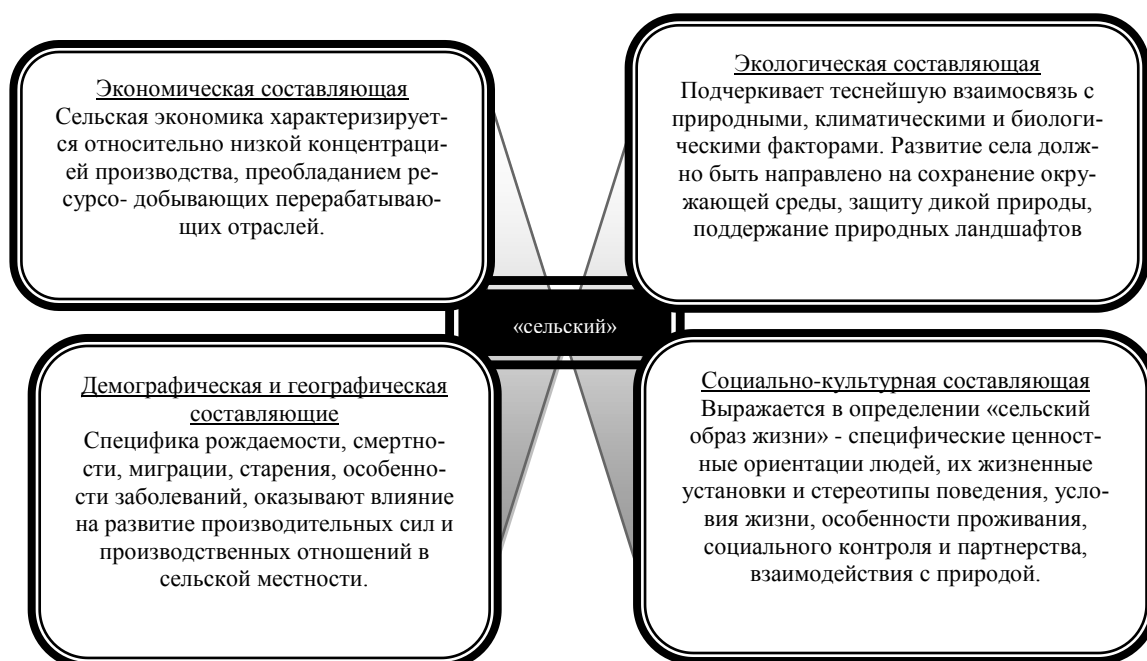 Экономическая составляющая
Сельская экономика характеризирует-
ся относительно низкой концентраци-
ей производства, преобладанием ре-
сурсо- добывающих перерабатываю-
щих отраслей.
Экологическая составляющая
Подчеркивает теснейшую взаимосвязь с
природными, климатическими и биологи-
ческими факторами. Развитие села долж-
но быть направлено на сохранение окру-
жающей среды, защиту дикой природы,
поддержание природных ландшафтов
«сельский»
Демографическая и географическая
составляющие
Специфика рождаемости, смертно-
сти, миграции, старения, особенно-
сти заболеваний, оказывают влияние
на развитие производительных сил и
производственных отношений в
сельской местности.
Социально-культурная составляющая
Выражается в определении «сельский
образ жизни» - специфические ценност-
ные ориентации людей, их жизненные
установки и стереотипы поведения, усло-
вия жизни, особенности проживания,
социального контроля и партнерства,
взаимодействия с природой.